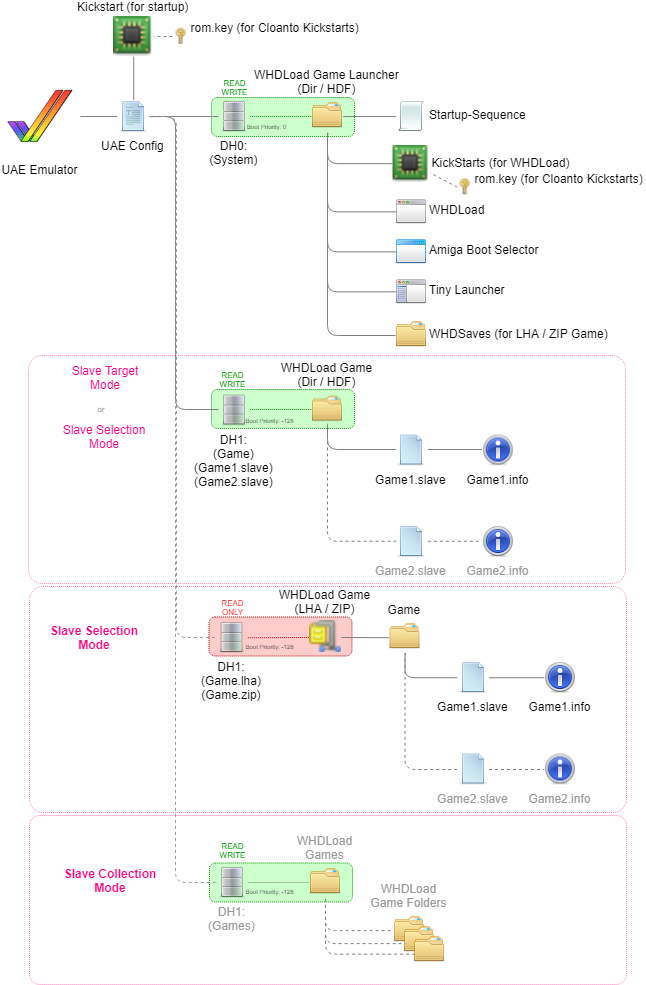 Kickstart (for startup)
rom.key (for Cloanto Kickstarts)
WHDLoad Game Launcher
(Dir / HDF)
READ
WRITE
Boot Priority: 0
UAE Emulator
UAE Config
DH0:
(System)
Startup-Sequence
KickStarts (for WHDLoad)
rom.key (for Cloanto Kickstarts)
WHDLoad
Amiga Boot Selector
Tiny Launcher
WHDSaves (for LHA / ZIP Game)
Slave Target
Mode
or
Slave Selection
Mode
READ
WRITE
WHDLoad Game
(Dir / HDF)
Boot Priority: -128
DH1:
(Game)
(Game1.slave)
(Game2.slave)
Game1.slave
Game1.info
Game2.slave
Game2.info
Slave Selection
Mode
READ
ONLY
WHDLoad Game
(LHA / ZIP)
Boot Priority: -128
Game
DH1:
(Game.lha)
(Game.zip)
Game1.slave
Game1.info
Game2.slave
Game2.info
Slave Collection
Mode
READ
WRITE
WHDLoad
Games
Boot Priority: -128
DH1:
(Games)
WHDLoad
Game Folders